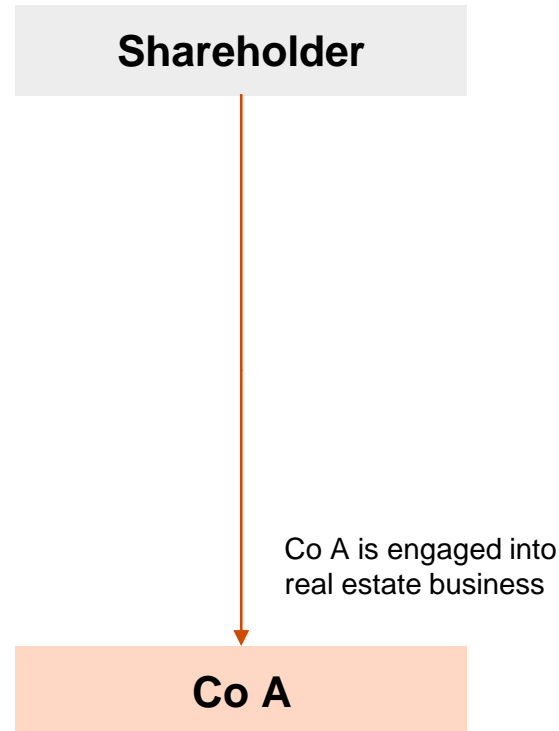 Shareholder
Co A is engaged into
real estate business
Co A